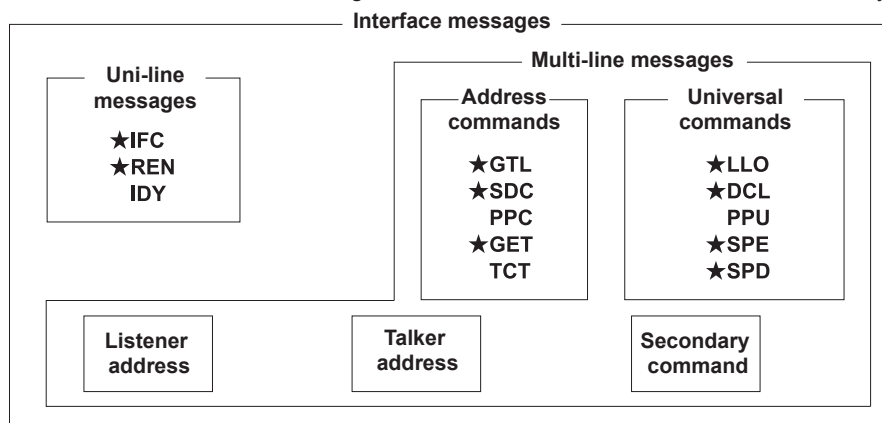 Interface messages
Uni-line
messages
★IFC
★REN
IDY
Multi-line messages
Address
commands
★GTL
★SDC
PPC
★GET
TCT
Universal
commands
★LLO
★DCL
PPU
★SPE
★SPD
Listener
address
Talker
address
Secondary
command